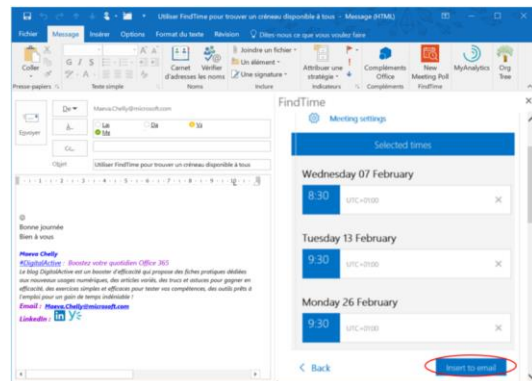 Utiliser FindTime pour trouver un créneau disponible à tous - Message (HTML)
Fichier Message Insérer Options Format du texte Révision Dites-nous ce que vous voulez faire
Coller
G I S
Carnet d'adresses
Vérifier les noms
Joindre un fichier
Un élément
Une signature
Attribuer une stratégie
Compléments Office
New Meeting Poll
MyAnalytics
Org Tree
Presse-papiers
Texte simple
Noms
Inclure
Indicateurs
Compléments
FindTime
Envoyer
De
Maeva.Chelly@microsoft.com
À...
Cc...
Objet
Utiliser FindTime pour trouver un créneau disponible à tous
Bonne journée
Bien à vous
Maeva Chelly
#DigitalActive : Boostez votre quotidien Office 365
Le blog DigitalActive est un booster d'efficacité qui propose des fiches pratiques dédiées
aux nouveaux usages numériques, des articles variés, des trucs et astuces pour gagner en
efficacité, des exercices simples et efficaces pour tester vos compétences, des outils prêts à
l'emploi pour un gain de temps indéniable !
Email : Maeva.Chelly@microsoft.com
LinkedIn : in
FindTime
Meeting settings
Selected times
Wednesday 07 February
8:30 UTC+01:00
Tuesday 13 February
9:30 UTC+01:00
Monday 26 February
9:30 UTC+01:00
Back
Insert to email